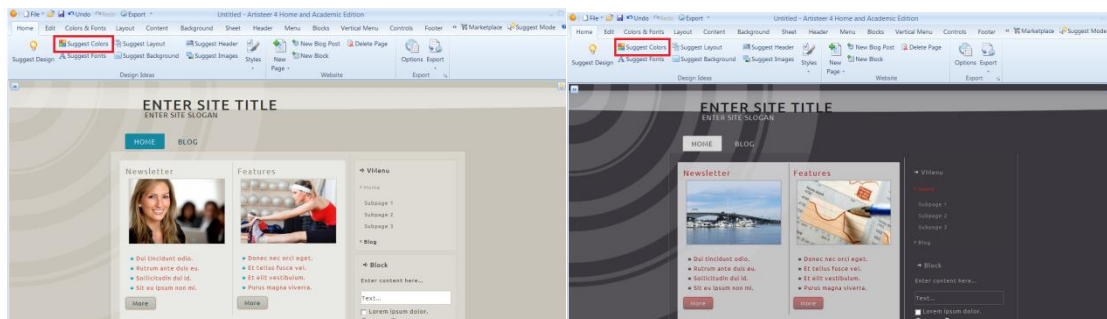 File Undo Redo Export Untitled - Artisteer 4 Home and Academic Edition
Home Edit Colors & Fonts Layout Content Background Sheet Header Menu Blocks Vertical Menu Controls Footer Marketplace Suggest Mode
Suggest Colors Suggest Layout Suggest Header New Blog Post Delete Page
Suggest Design Suggest Fonts Suggest Background Suggest Images Styles New Page New Block Options Export
Design Ideas Website Export
ENTER SITE TITLE
ENTER SITE SLOGAN
HOME BLOG
Newsletter Features
VMenu
Home
Subpage 1
Subpage 2
Subpage 3
Blog
Dui tincidunt odio.
Rutrum ante duis eu.
Sollicitudin dui id.
Sit eu ipsum non mi.
More
Donec nec orci eget.
Et tellus fusce vel.
Et elit vestibulum.
Purus magna viverra.
More
Block
Enter content here...
Text...
Lorem ipsum dolor.
File Undo Redo Export Untitled - Artisteer 4 Home and Academic Edition
Home Edit Colors & Fonts Layout Content Background Sheet Header Menu Blocks Vertical Menu Controls Footer Marketplace Suggest Mode
Suggest Colors Suggest Layout Suggest Header New Blog Post Delete Page
Suggest Design Suggest Fonts Suggest Background Suggest Images Styles New Page New Block Options Export
Design Ideas Website Export
ENTER SITE TITLE
ENTER SITE SLOGAN
HOME BLOG
Newsletter Features
VMenu
Home
Subpage 1
Subpage 2
Subpage 3
Blog
Dui tincidunt odio.
Rutrum ante duis eu.
Sollicitudin dui id.
Sit eu ipsum non mi.
More
Donec nec orci eget.
Et tellus fusce vel.
Et elit vestibulum.
Purus magna viverra.
More
Block
Enter content here...
Text...
Lorem ipsum dolor.